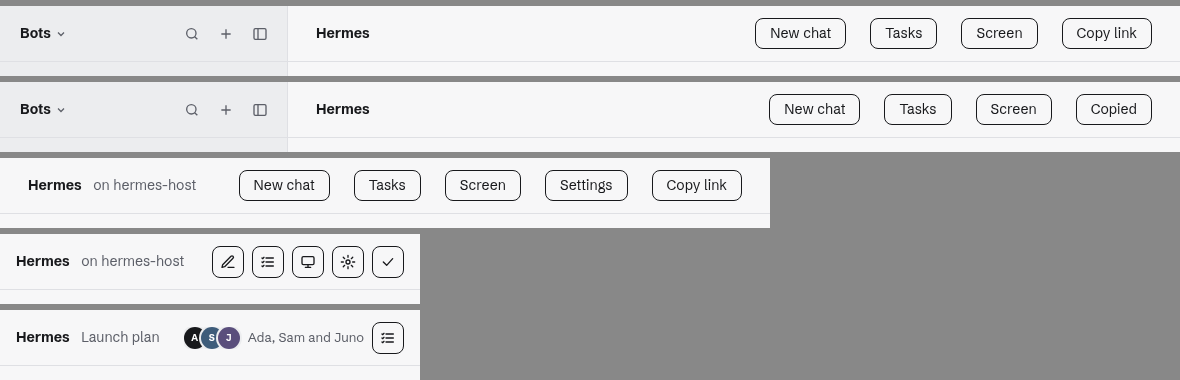 Bots Hermes New chat Tasks Screen Copy link
Bots Hermes New chat Tasks Screen Copied
Hermes on hermes-host New chat Tasks Screen Settings Copy link
Hermes on hermes-host
Hermes Launch plan A S J Ada, Sam and Juno